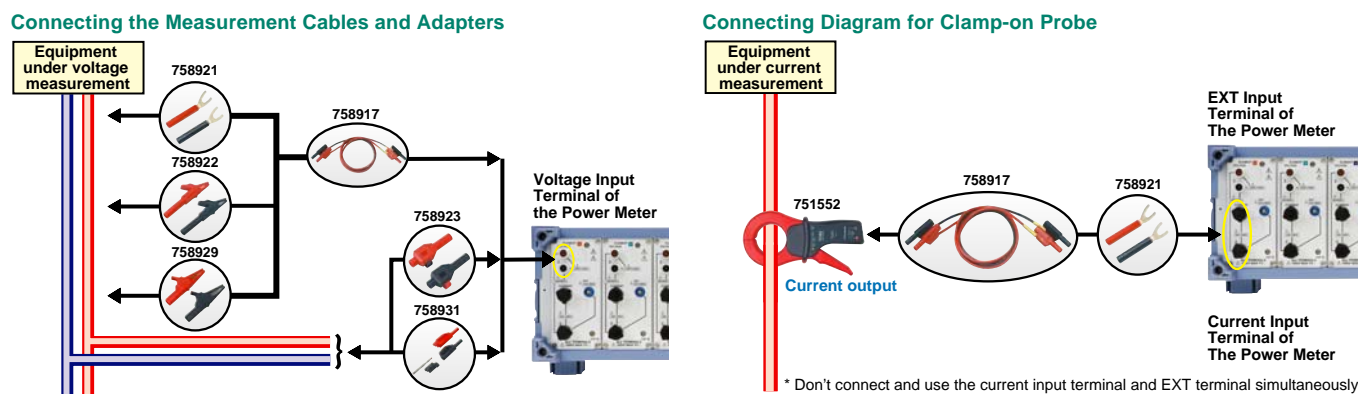 Connecting the Measurement Cables and Adapters
Equipment
under voltage
measurement
758921
758917
758922
758929
758923
758931
Voltage Input
Terminal of
the Power Meter
Connecting Diagram for Clamp-on Probe
Equipment
under current
measurement
751552
Current output
758917
758921
EXT Input
Terminal of
The Power Meter
Current Input
Terminal of
The Power Meter
* Don't connect and use the current input terminal and EXT terminal simultaneously